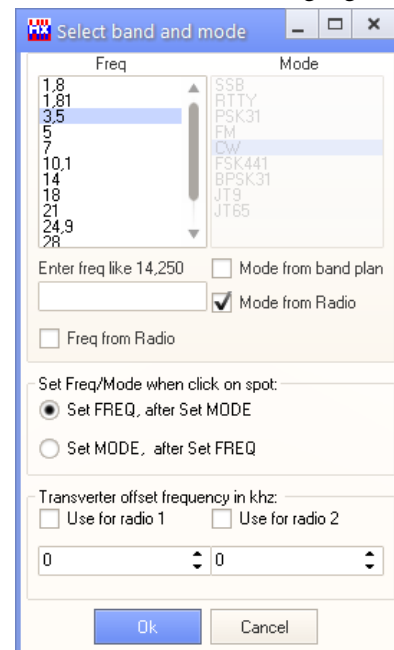 Select band and mode
Freq
Mode
1,8
1,81
3,5
5
7
10,1
14
18
21
24,9
28
SSB
RTTY
PSK31
FM
CW
FSK441
BPSK31
JT9
JT65
Enter freq like 14,250
Mode from band plan
Mode from Radio
Freq from Radio
Set Freq/Mode when click on spot:
Set FREQ, after Set MODE
Set MODE, after Set FREQ
Transverter offset frequency in khz:
Use for radio 1
Use for radio 2
0
0
Ok
Cancel